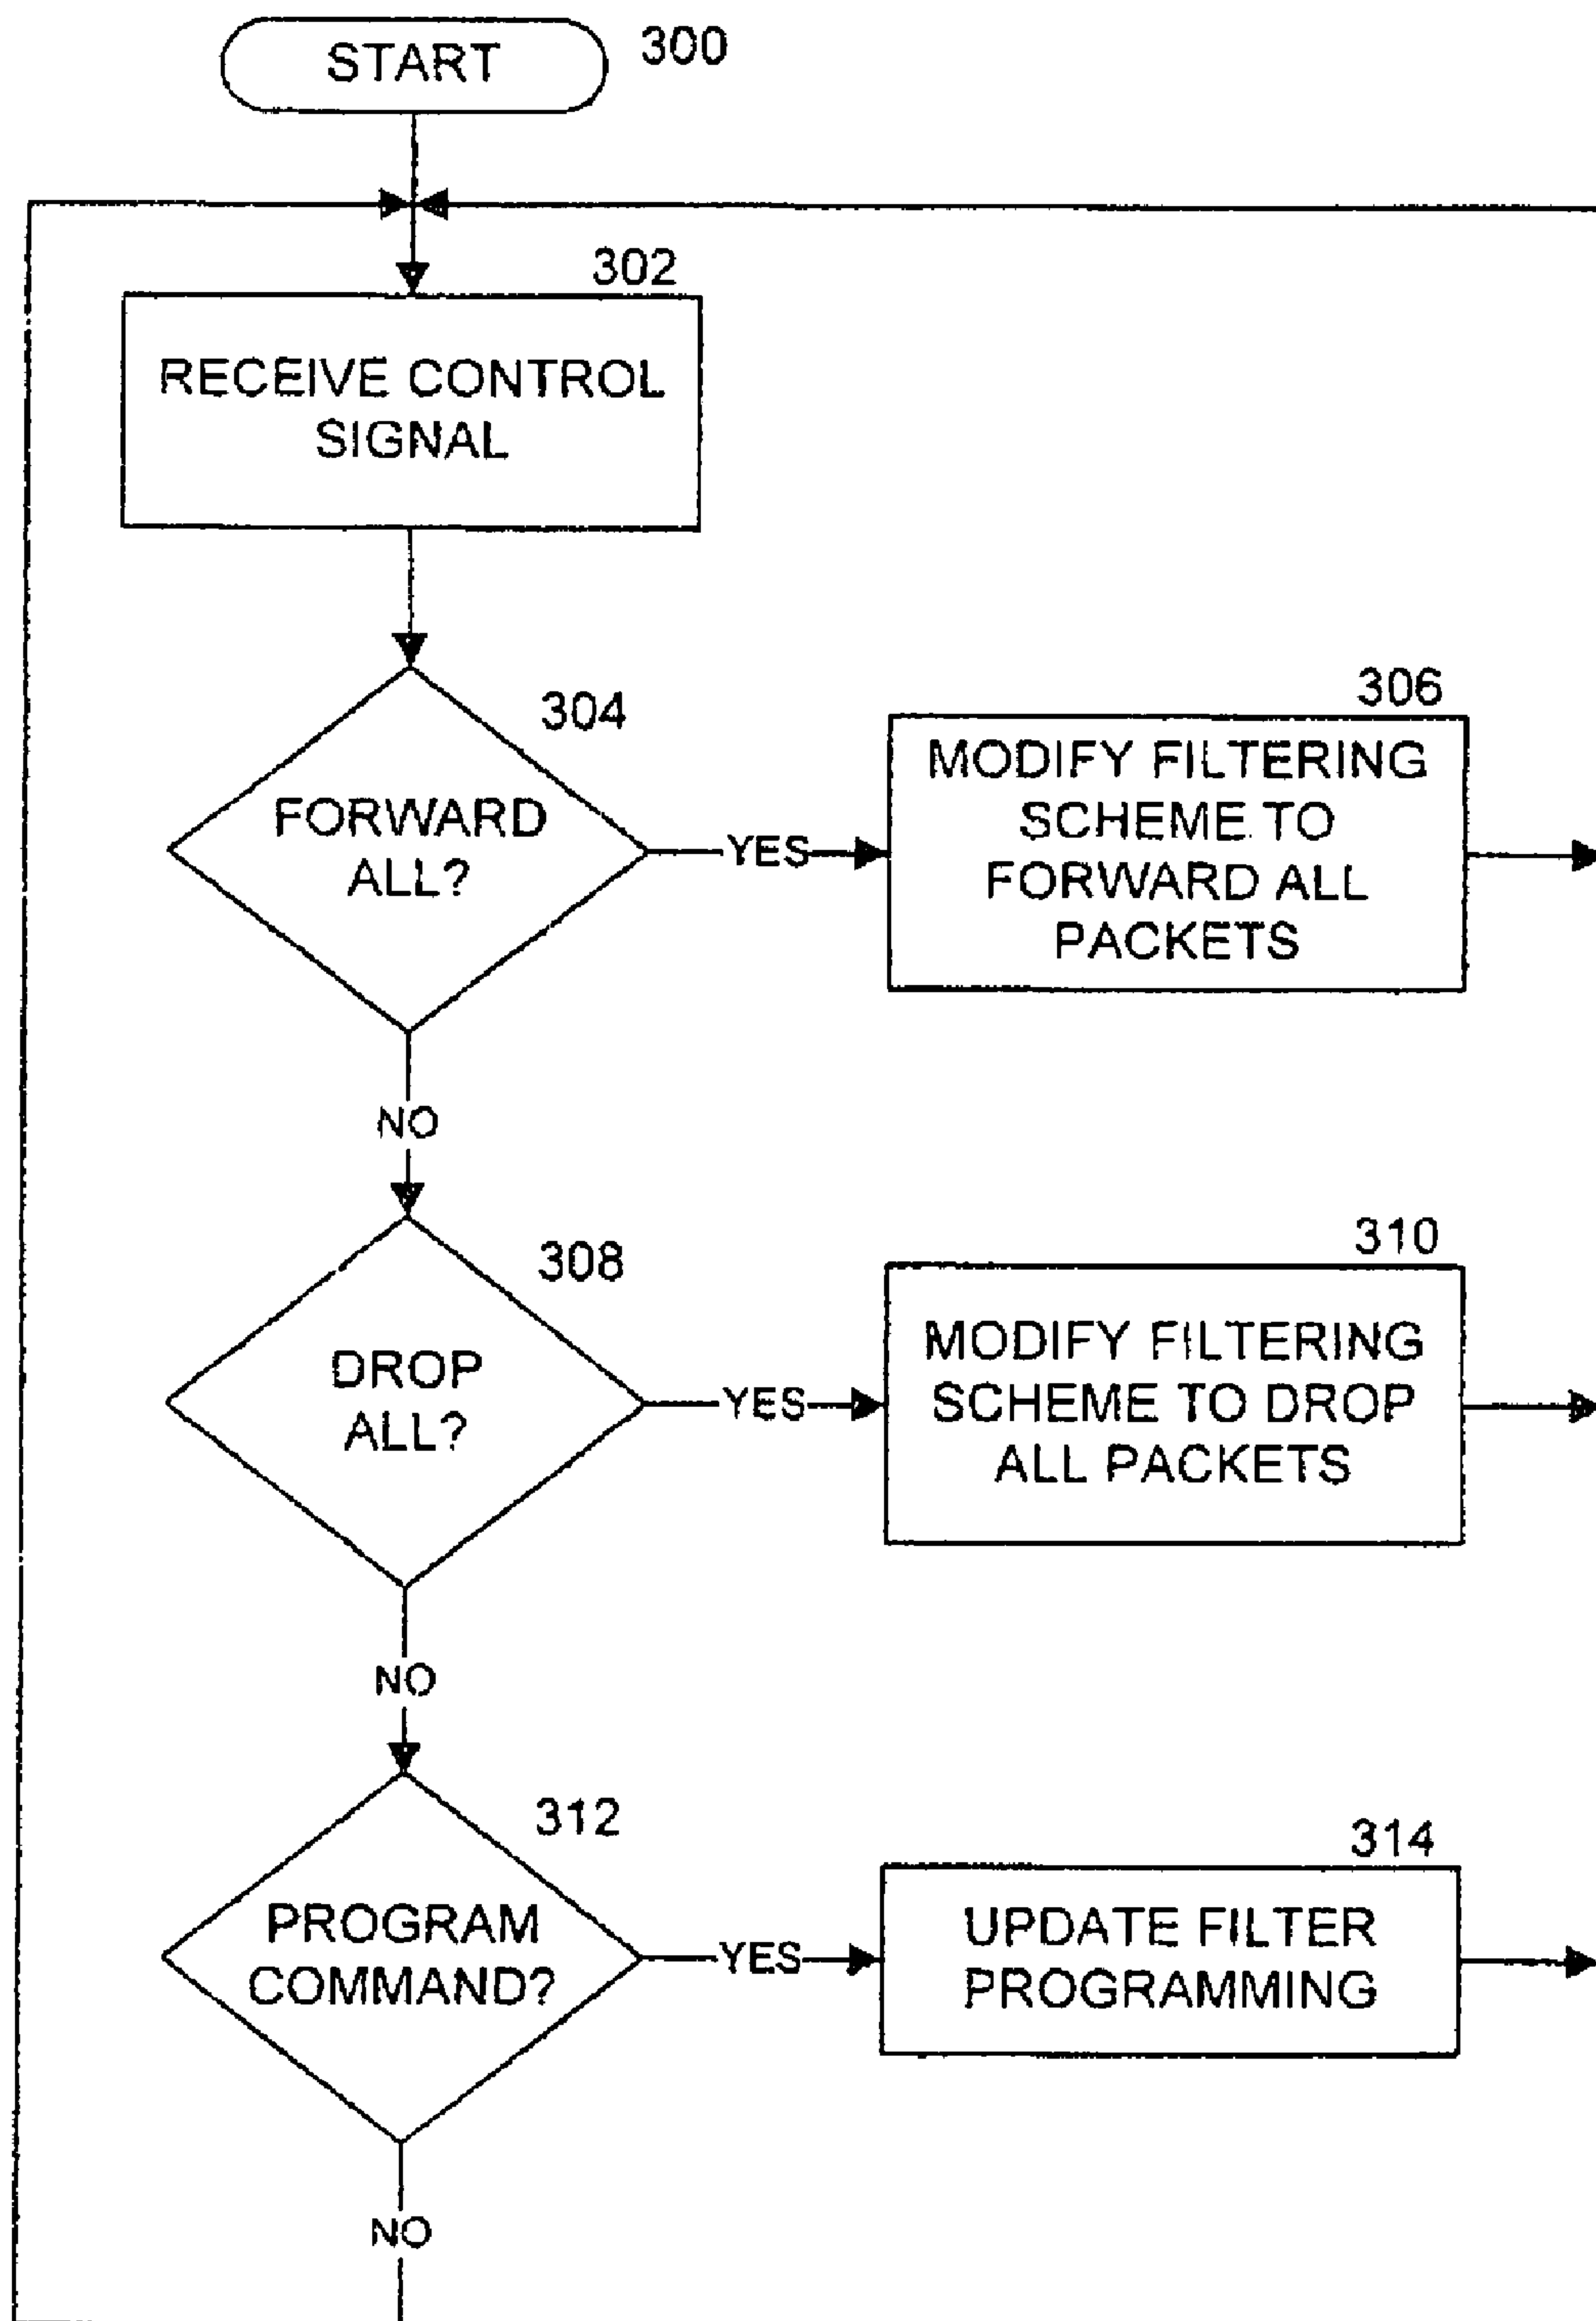 START
300
302
RECEIVE CONTROL
SIGNAL
304
FORWARD
ALL?
YES
306
MODIFY FILTERING
SCHEME TO
FORWARD ALL
PACKETS
NO
308
DROP
ALL?
YES
310
MODIFY FILTERING
SCHEME TO DROP
ALL PACKETS
NO
312
PROGRAM
COMMAND?
YES
314
UPDATE FILTER
PROGRAMMING
NO